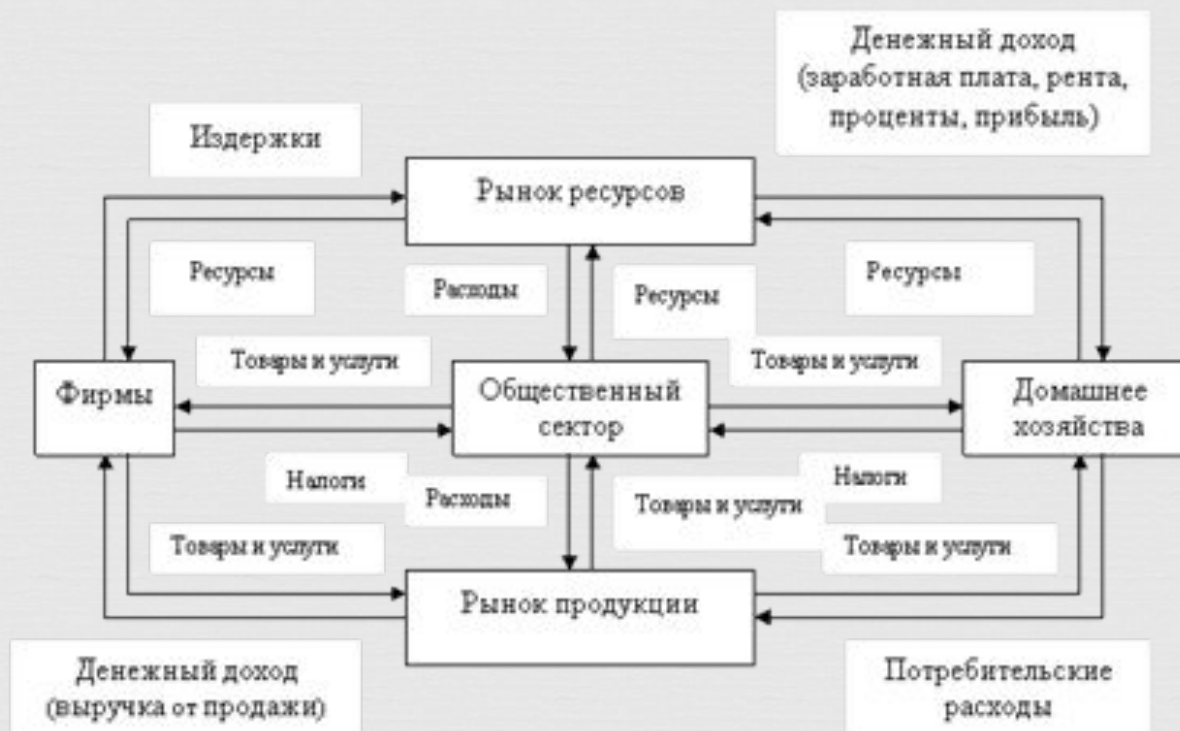 Денежный доход
(заработная плата, рента,
проценты, прибыль)
Издержки
Рынок ресурсов
Ресурсы
Расходы
Ресурсы
Ресурсы
Товары и услуги
Товары и услуги
Фирмы
Общественный
сектор
Домашнее
хозяйства
Налоги
Расходы
Товары и услуги
Налоги
Товары и услуги
Товары и услуги
Рынок продукции
Денежный доход
(выручка от продажи)
Потребительские
расходы